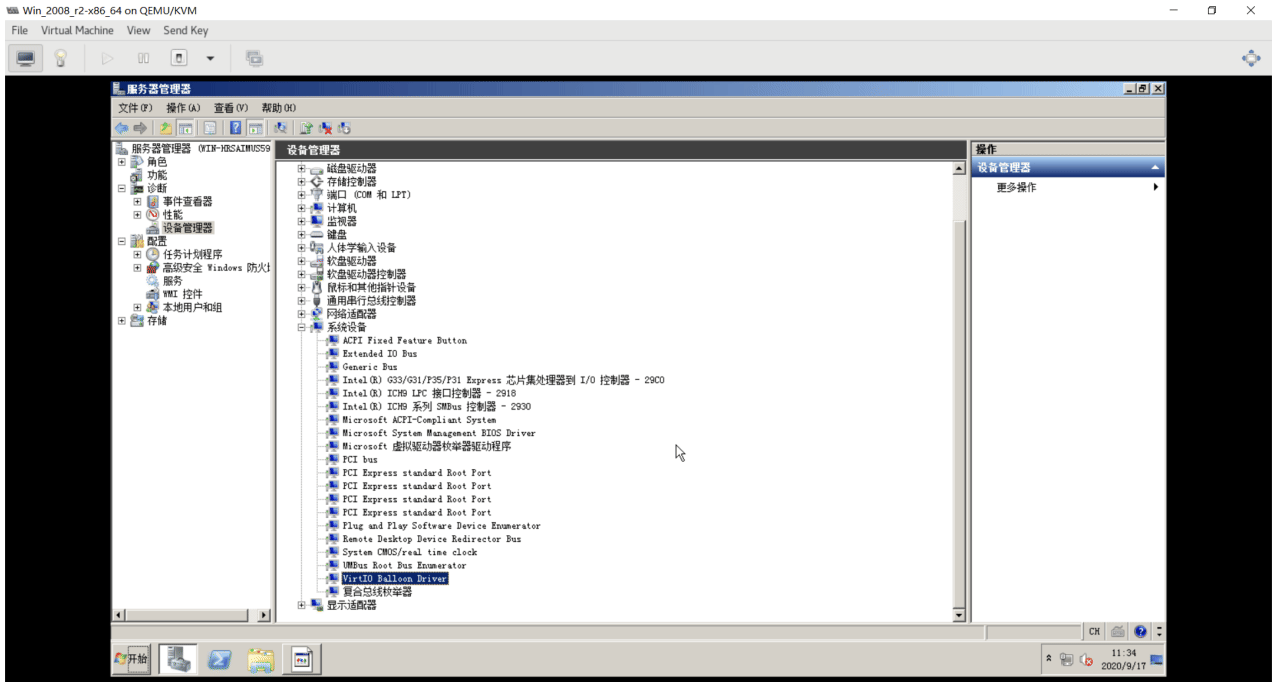 Win_2008_r2-x86_64 on QEMU/KVM
File Virtual Machine View Send Key
服务器管理器
文件(F) 操作(A) 查看(V) 帮助(H)
服务器管理器 (WIN-HRSAIMUS59
角色
功能
诊断
事件查看器
性能
设备管理器
配置
任务计划程序
高级安全 Windows 防火
服务
WMI 控件
本地用户和组
存储
设备管理器
磁盘驱动器
存储控制器
端口 (COM 和 LPT)
计算机
监视器
键盘
人体学输入设备
软盘驱动器
软盘驱动器控制器
鼠标和其他指针设备
通用串行总线控制器
网络适配器
系统设备
ACPI Fixed Feature Button
Extended IO Bus
Generic Bus
Intel(R) G33/G31/P35/P31 Express 芯片集处理器到 I/O 控制器 - 29C0
Intel(R) ICH9 LPC 接口控制器 - 2918
Intel(R) ICH9 系列 SMBus 控制器 - 2930
Microsoft ACPI-Compliant System
Microsoft System Management BIOS Driver
Microsoft 虚拟驱动器枚举器驱动程序
PCI bus
PCI Express standard Root Port
PCI Express standard Root Port
PCI Express standard Root Port
PCI Express standard Root Port
Plug and Play Software Device Enumerator
Remote Desktop Device Redirector Bus
System CMOS/real time clock
UMBus Root Bus Enumerator
VirtIO Balloon Driver
复合总线枚举器
显示适配器
操作
设备管理器
更多操作
CH
开始
11:34
2020/9/17